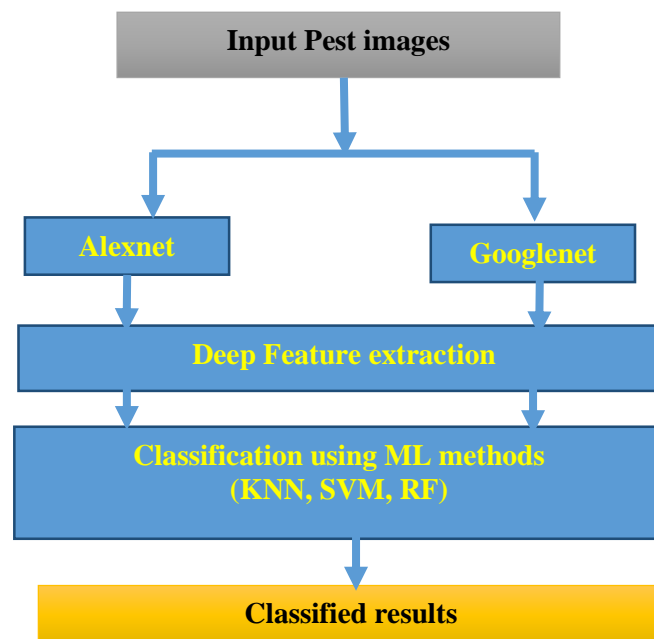 Input Pest images
Alexnet
Googlenet
Deep Feature extraction
Classification using ML methods
(KNN, SVM, RF)
Classified results